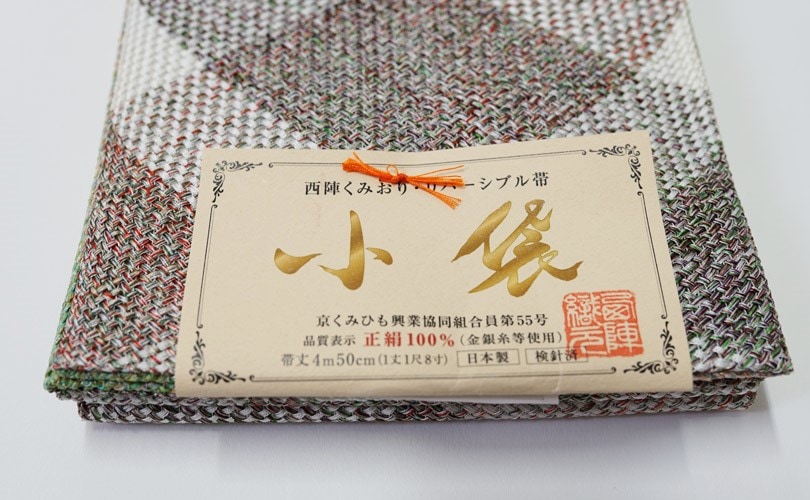 西陣くみおり・リバーシブル帯
小袋
京くみひも興業協同組合員第55号
品質表示 正絹100% (金銀糸等使用)
帯丈4m50cm(1丈1尺8寸) 日本製 検針済